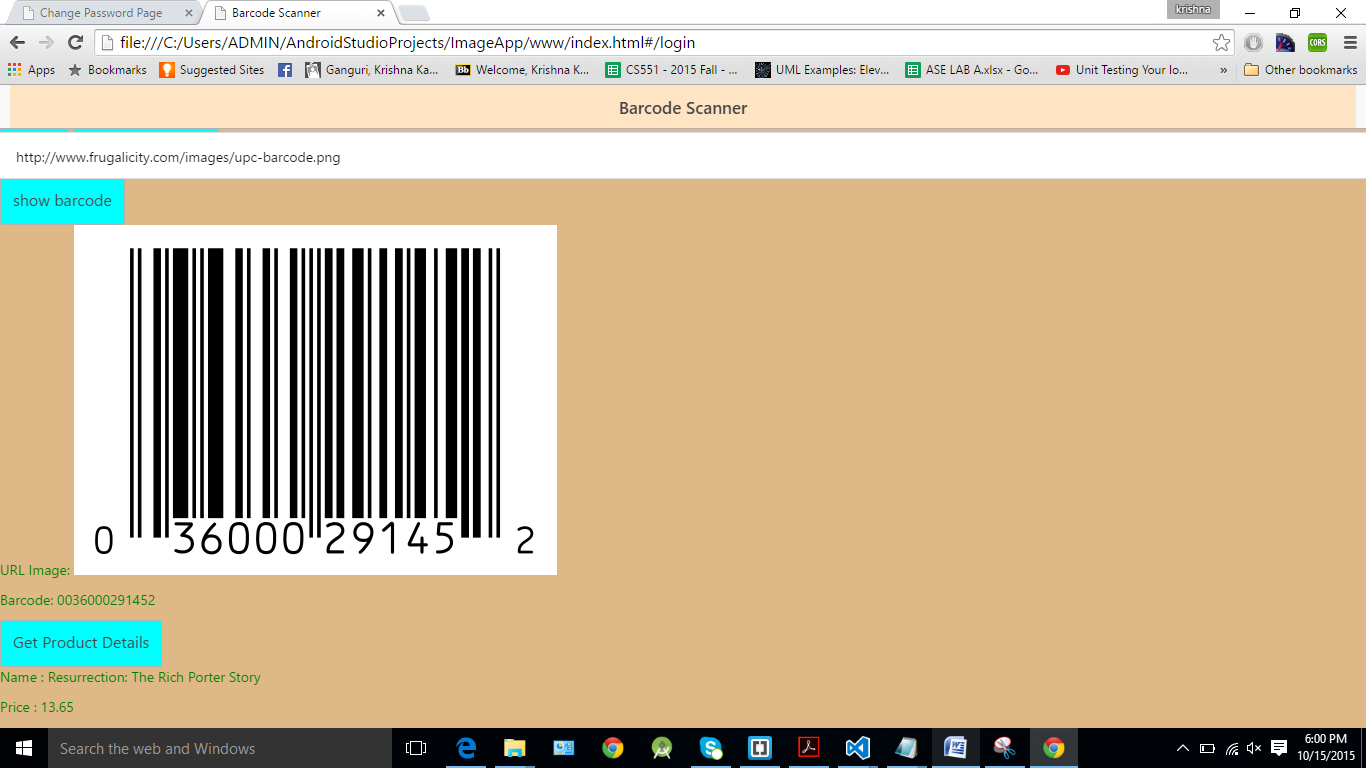 Change Password Page
Barcode Scanner
krishna
file:///C:/Users/ADMIN/AndroidStudioProjects/ImageApp/www/index.html#/login
CORS
Apps
Bookmarks
Suggested Sites
Ganguri, Krishna Ka...
Bb
Welcome, Krishna K...
CS551 - 2015 Fall - ...
UML Examples: Elev...
ASE LAB A.xlsx - Go...
Unit Testing Your Io...
»
Other bookmarks
Barcode Scanner
http://www.frugalicity.com/images/upc-barcode.png
show barcode
0 36000 29145 2
URL Image:
Barcode: 0036000291452
Get Product Details
Name : Resurrection: The Rich Porter Story
Price : 13.65
Search the web and Windows
6:00 PM
10/15/2015